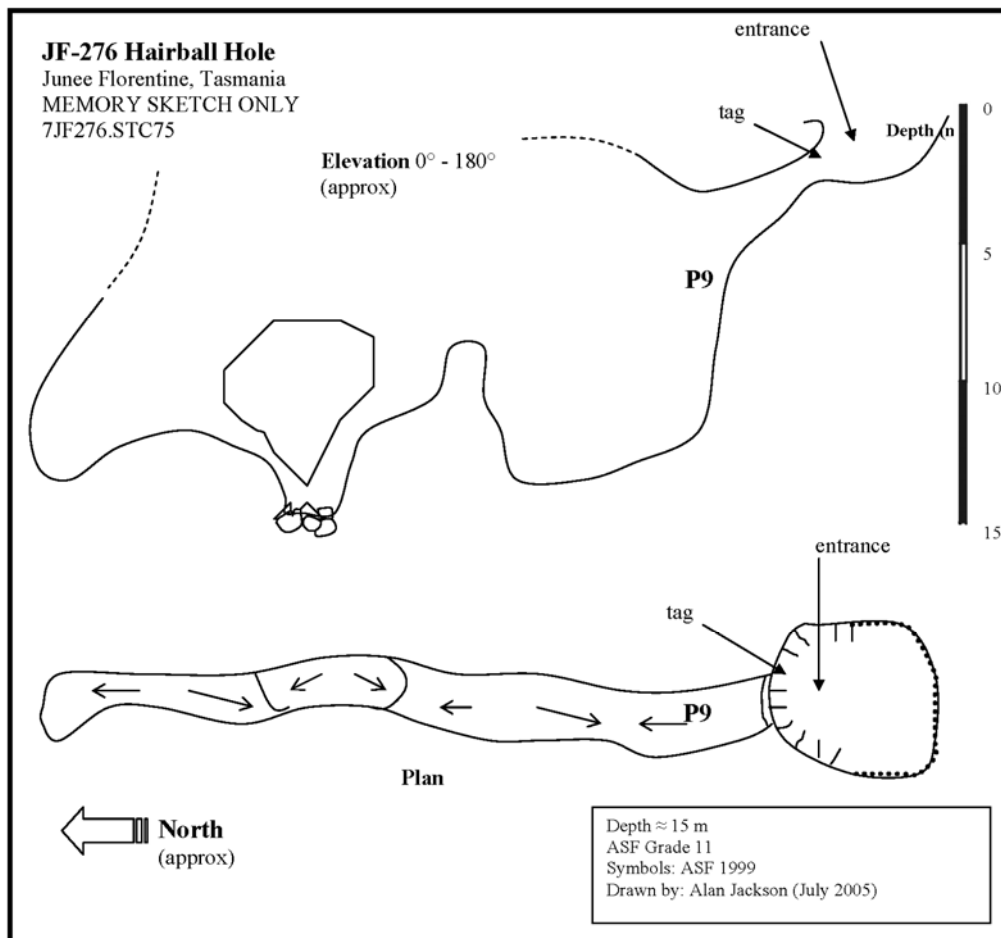 JF-276 Hairball Hole
Junee Florentine, Tasmania
MEMORY SKETCH ONLY
7JF276.STC75
entrance
tag
Depth (n
Elevation 0° - 180°
(approx)
0
5
10
15
P9
entrance
tag
P9
Plan
North
(approx)
Depth ≈ 15 m
ASF Grade 11
Symbols: ASF 1999
Drawn by: Alan Jackson (July 2005)